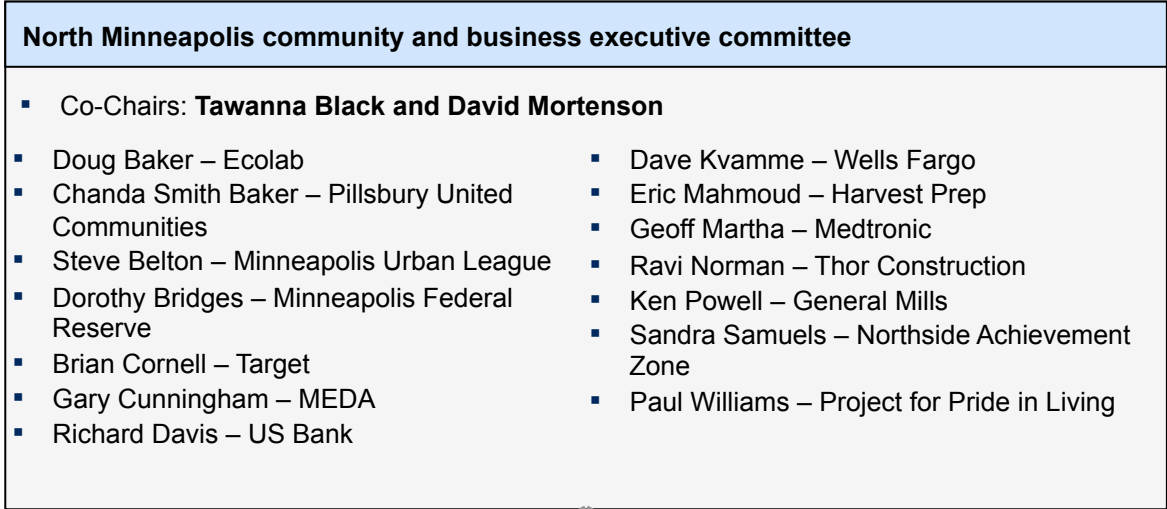 North Minneapolis community and business executive committee
▪ Co-Chairs: Tawanna Black and David Mortenson
▪ Doug Baker – Ecolab
▪ Chanda Smith Baker – Pillsbury United
Communities
▪ Steve Belton – Minneapolis Urban League
▪ Dorothy Bridges – Minneapolis Federal
Reserve
▪ Brian Cornell – Target
▪ Gary Cunningham – MEDA
▪ Richard Davis – US Bank
▪ Dave Kvamme – Wells Fargo
▪ Eric Mahmoud – Harvest Prep
▪ Geoff Martha – Medtronic
▪ Ravi Norman – Thor Construction
▪ Ken Powell – General Mills
▪ Sandra Samuels – Northside Achievement
Zone
▪ Paul Williams – Project for Pride in Living